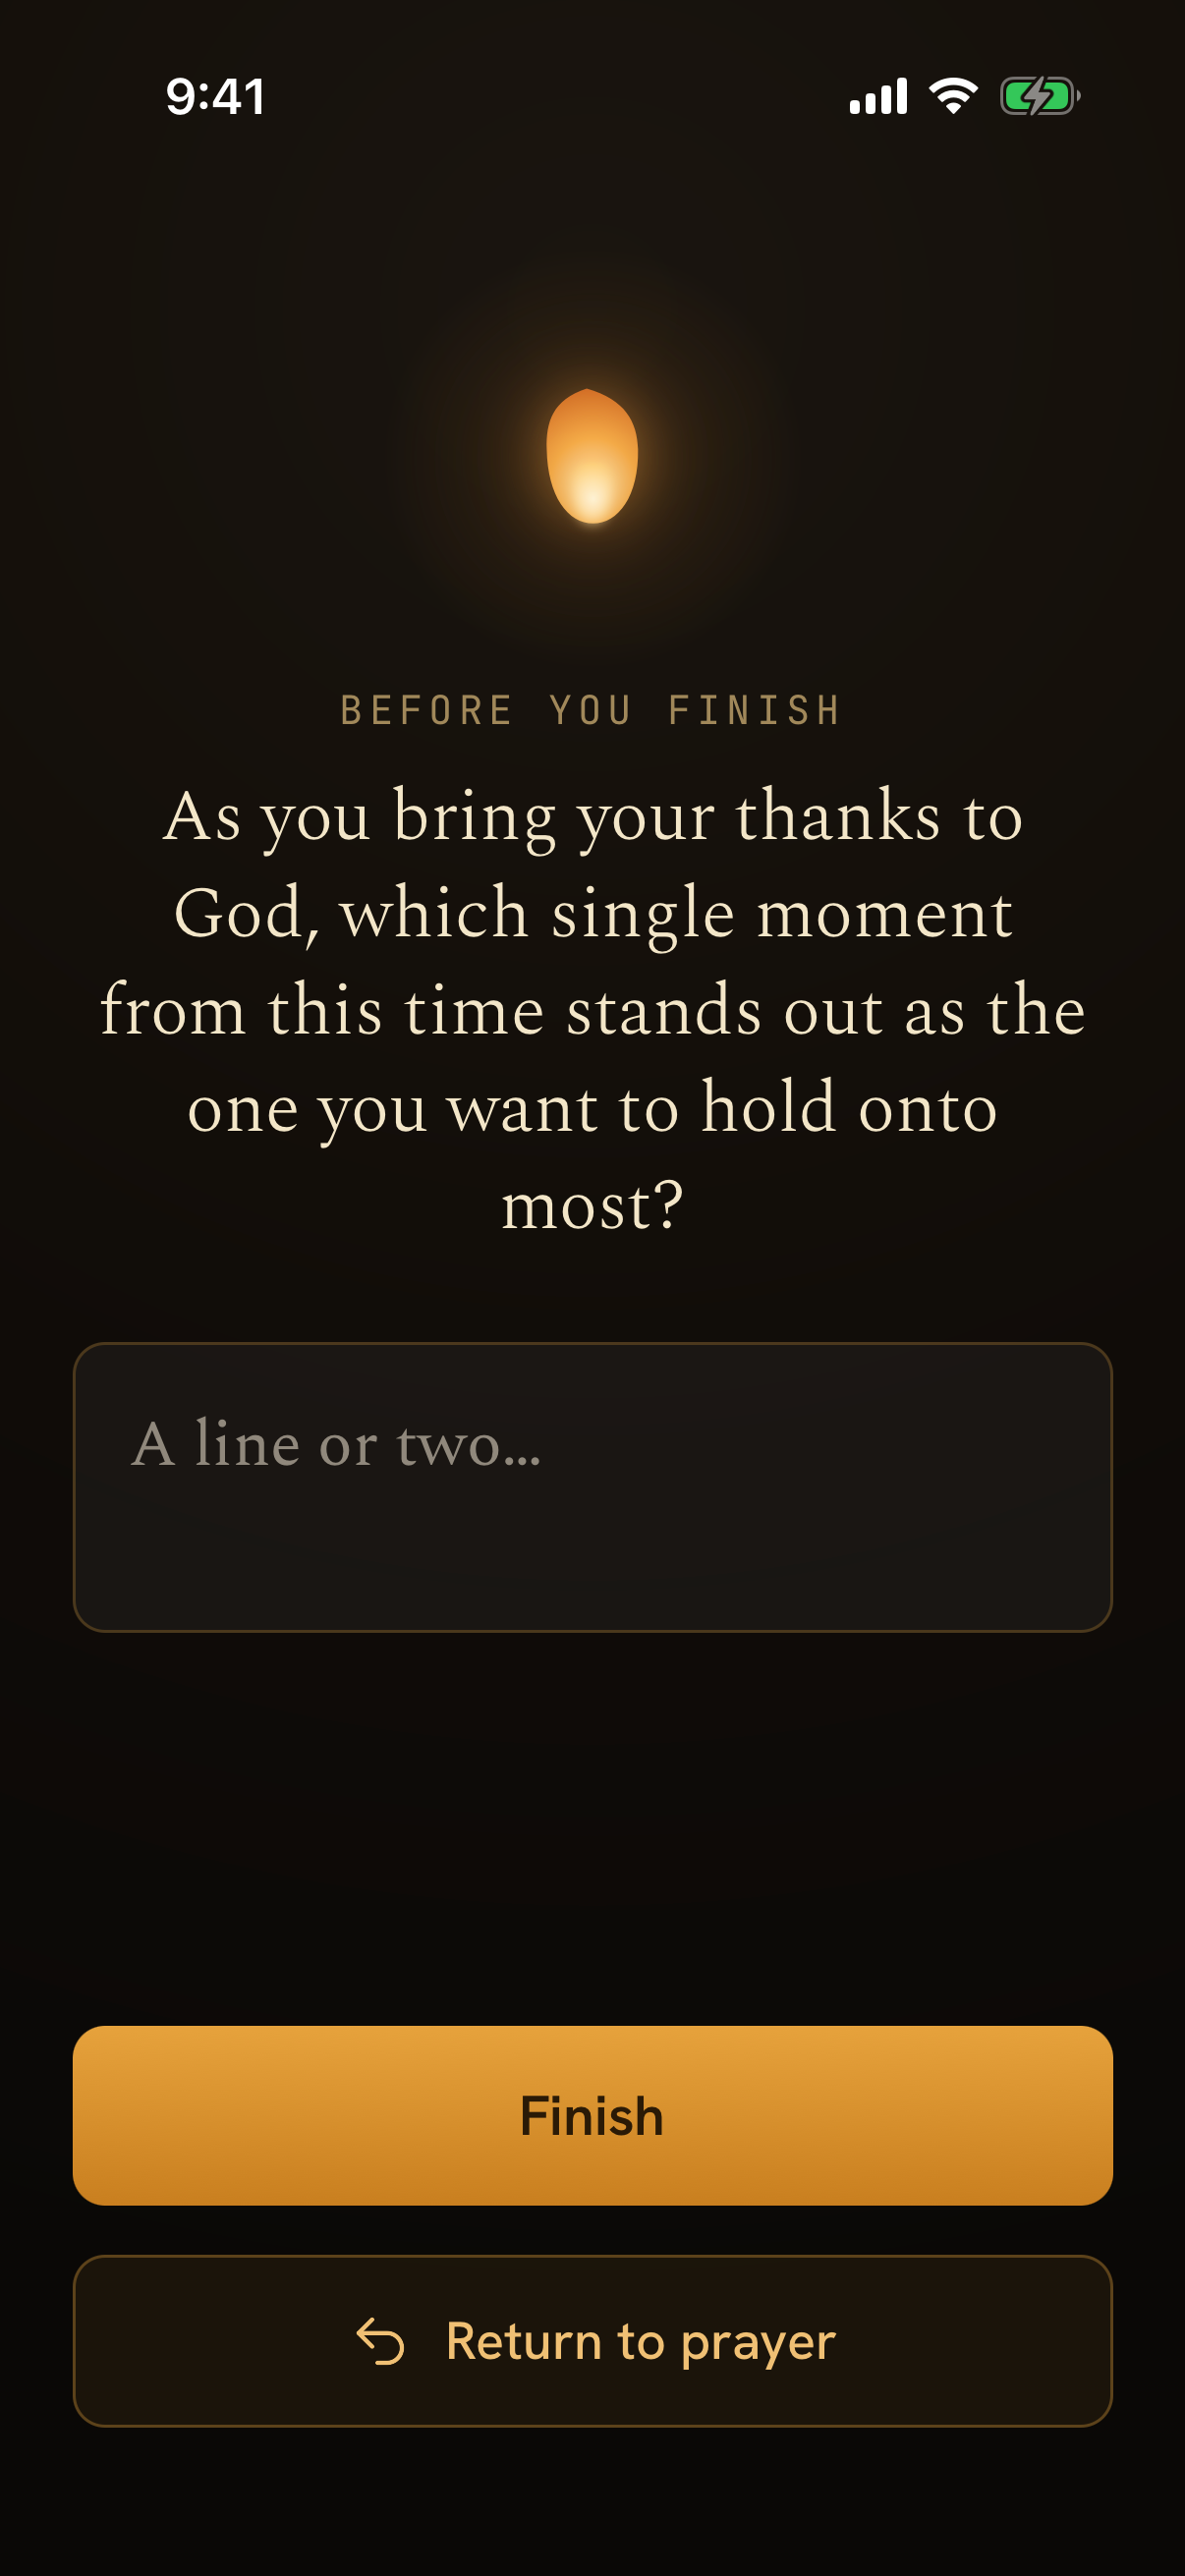 9:41
BEFORE YOU FINISH
As you bring your thanks to
God, which single moment
from this time stands out as the
one you want to hold onto
most?
A line or two...
Finish
Return to prayer